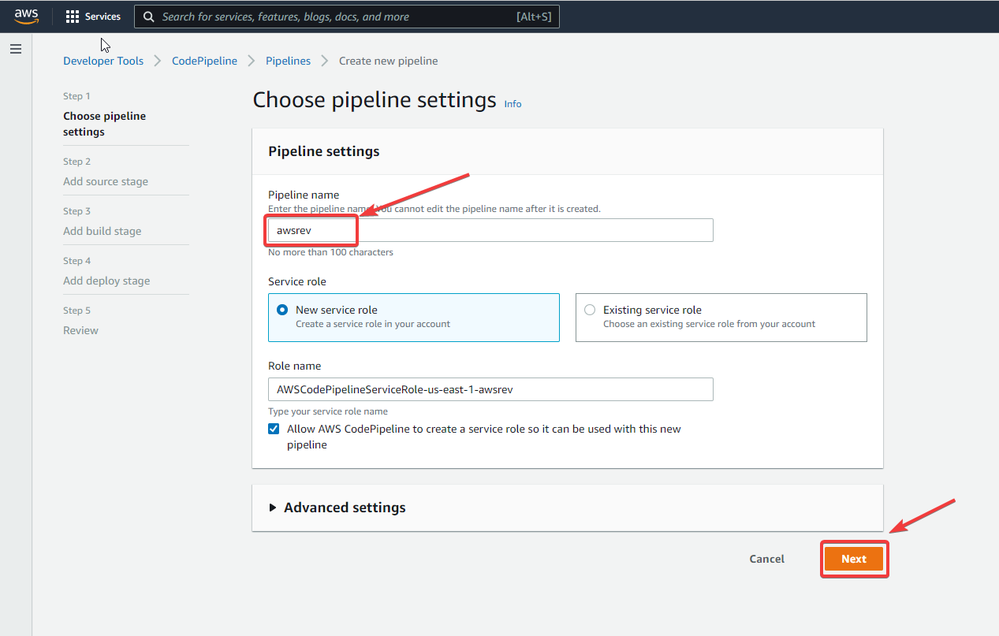 aws
Services
Search for services, features, blogs, docs, and more [Alt+S]
Developer Tools
CodePipeline
Pipelines
Create new pipeline
Step 1
Choose pipeline
settings
Step 2
Add source stage
Step 3
Add build stage
Step 4
Add deploy stage
Step 5
Review
Choose pipeline settings Info
Pipeline settings
Pipeline name
Enter the pipeline name. You cannot edit the pipeline name after it is created.
awsrev
No more than 100 characters
Service role
New service role
Create a service role in your account
Existing service role
Choose an existing service role from your account
Role name
AWSCodePipelineServiceRole-us-east-1-awsrev
Type your service role name
Allow AWS CodePipeline to create a service role so it can be used with this new
pipeline
Advanced settings
Cancel
Next